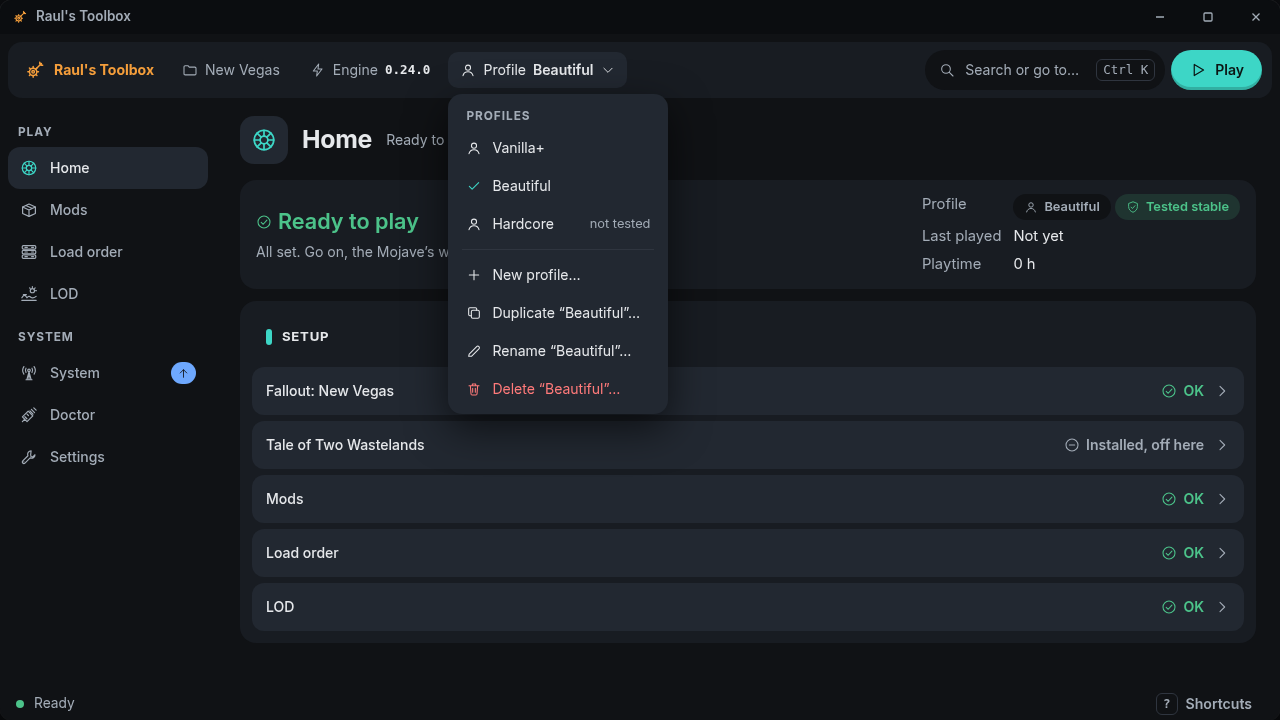 Raul's Toolbox
Raul's Toolbox
New Vegas
Engine 0.24.0
Profile Beautiful
Search or go to...
Ctrl K
Play
PLAY
Home
Mods
Load order
LOD
SYSTEM
System
Doctor
Settings
Home
Ready to
PROFILES
Vanilla+
Beautiful
Hardcore not tested
New profile...
Duplicate “Beautiful”...
Rename “Beautiful”...
Delete “Beautiful”...
Ready to play
All set. Go on, the Mojave's w
Profile Beautiful Tested stable
Last played Not yet
Playtime 0 h
SETUP
Fallout: New Vegas OK
Tale of Two Wastelands Installed, off here
Mods OK
Load order OK
LOD OK
Ready
? Shortcuts